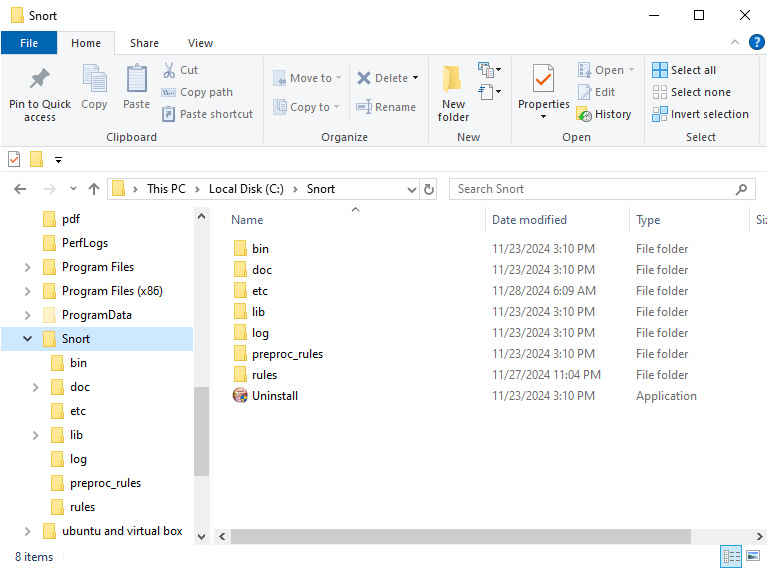 Snort
File Home Share View
Pin to Quick access
Copy
Paste
Cut
Copy path
Paste shortcut
Clipboard
Move to
Copy to
Delete
Rename
Organize
New folder
New
Properties
Open
Edit
History
Open
Select all
Select none
Invert selection
Select
This PC > Local Disk (C:) > Snort
Search Snort
pdf
PerfLogs
Program Files
Program Files (x86)
ProgramData
Snort
bin
doc
etc
lib
log
preproc_rules
rules
ubuntu and virtual box
Name Date modified Type Si
bin 11/23/2024 3:10 PM File folder
doc 11/23/2024 3:10 PM File folder
etc 11/28/2024 6:09 AM File folder
lib 11/23/2024 3:10 PM File folder
log 11/23/2024 3:10 PM File folder
preproc_rules 11/23/2024 3:10 PM File folder
rules 11/27/2024 11:04 PM File folder
Uninstall 11/23/2024 3:10 PM Application
8 items